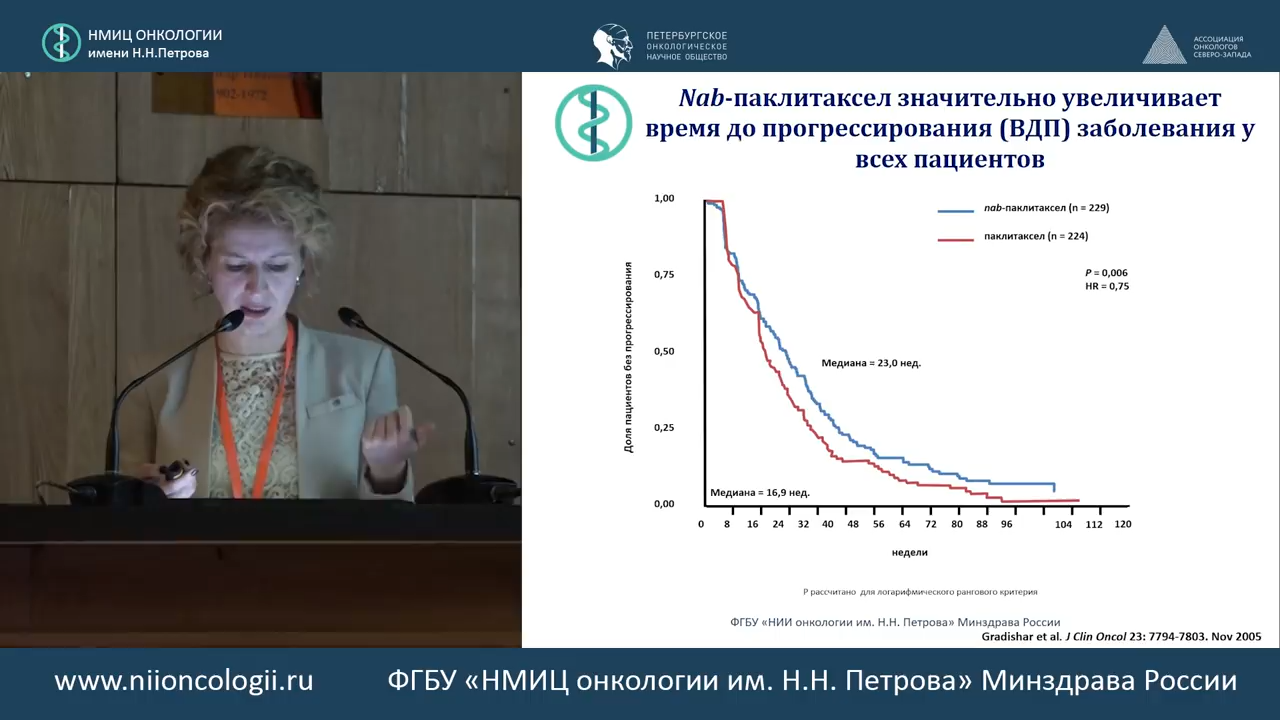 НМИЦ ОНКОЛОГИИ
имени Н.Н.Петрова
ПЕТЕРБУРГСКОЕ
ОНКОЛОГИЧЕСКОЕ
НАУЧНОЕ ОБЩЕСТВО
АССОЦИАЦИЯ
ОНКОЛОГОВ
СЕВЕРО-ЗАПАДА
902-1972
Nab-паклитаксел значительно увеличивает
время до прогрессирования (ВДП) заболевания у
всех пациентов
1,00
0,75
0,50
0,25
0,00
Доля пациентов без прогрессирования
nab-паклитаксел (n = 229)
паклитаксел (n = 224)
P = 0,006
HR = 0,75
Медиана = 23,0 нед.
Медиана = 16,9 нед.
0 8 16 24 32 40 48 56 64 72 80 88 96 104 112 120
недели
P рассчитано для логарифмического рангового критерия
ФГБУ «НИИ онкологии им. Н.Н. Петрова» Минздрава России
Gradishar et al. J Clin Oncol 23: 7794-7803. Nov 2005
www.niioncologii.ru
ФГБУ «НМИЦ онкологии им. Н.Н. Петрова» Минздрава России